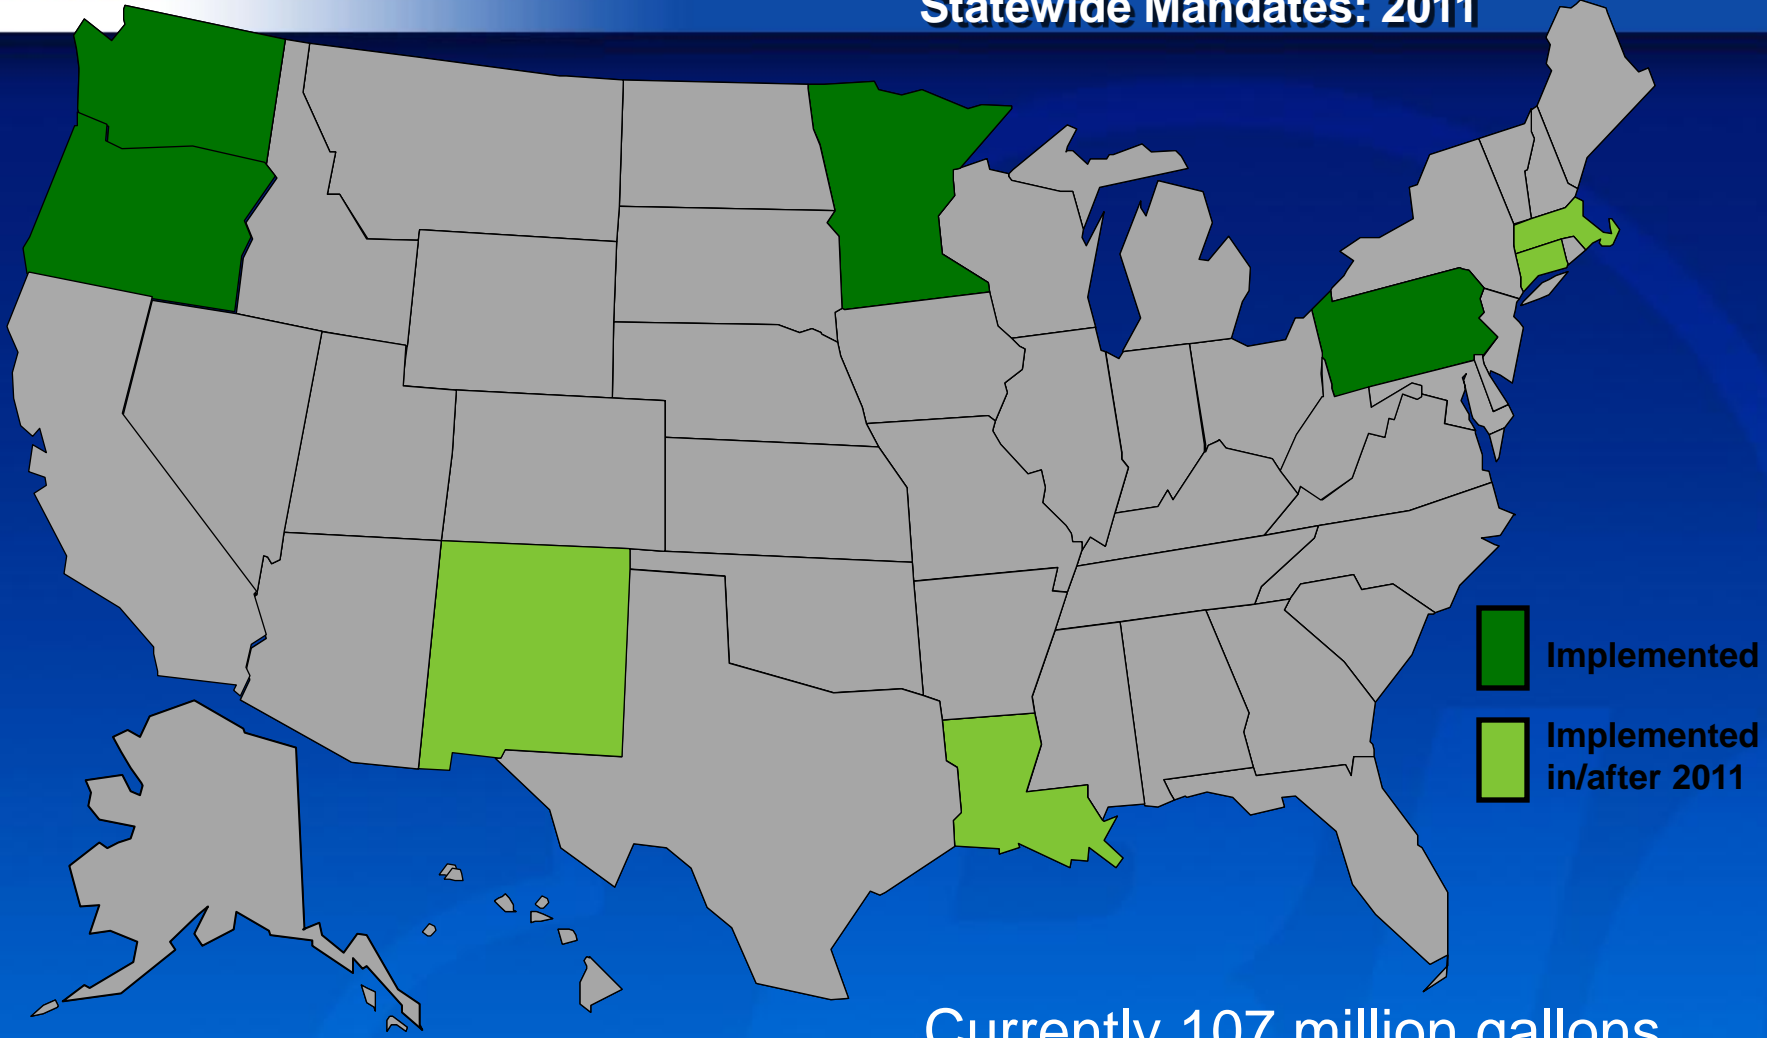 Statewide Mandates: 2011
Implemented
Implemented
in/after 2011
Currently 107 million gallons